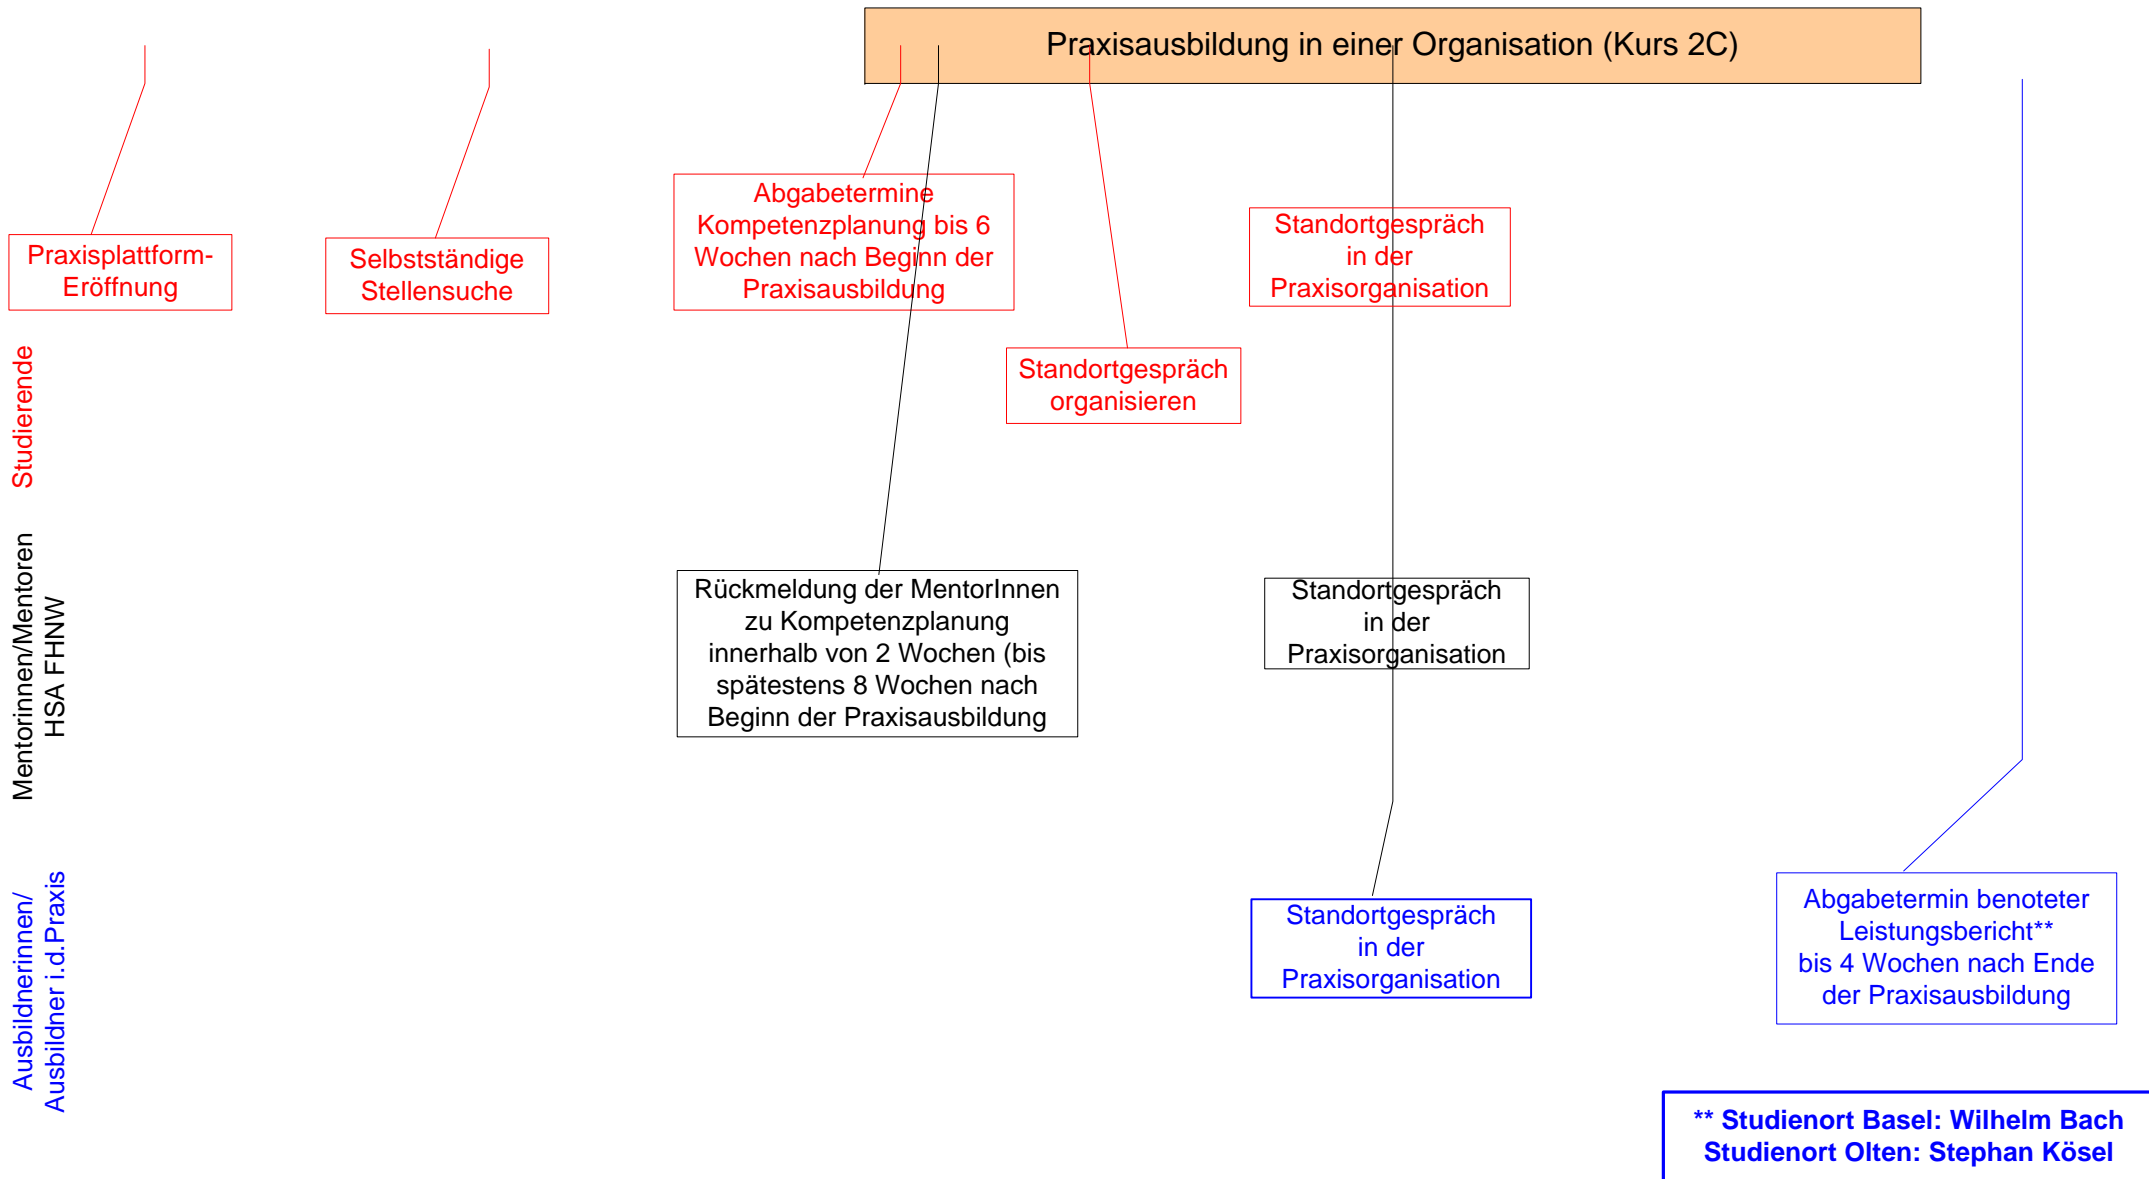 Praxisausbildung in einer Organisation (Kurs 2C)
Praxisplattform-
Eröffnung
Selbstständige
Stellensuche
Abgabetermine
Kompetenzplanung bis 6
Wochen nach Beginn der
Praxisausbildung
Standortgespräch
in der
Praxisorganisation
Standortgespräch
organisieren
Studierende
Mentorinnen/Mentoren
HSA FHNW
Rückmeldung der MentorInnen
zu Kompetenzplanung
innerhalb von 2 Wochen (bis
spätestens 8 Wochen nach
Beginn der Praxisausbildung
Standortgespräch
in der
Praxisorganisation
Ausbildnerinnen/
Ausbildner i.d.Praxis
Standortgespräch
in der
Praxisorganisation
Abgabetermin benoteter
Leistungsbericht**
bis 4 Wochen nach Ende
der Praxisausbildung
** Studienort Basel: Wilhelm Bach
Studienort Olten: Stephan Kösel